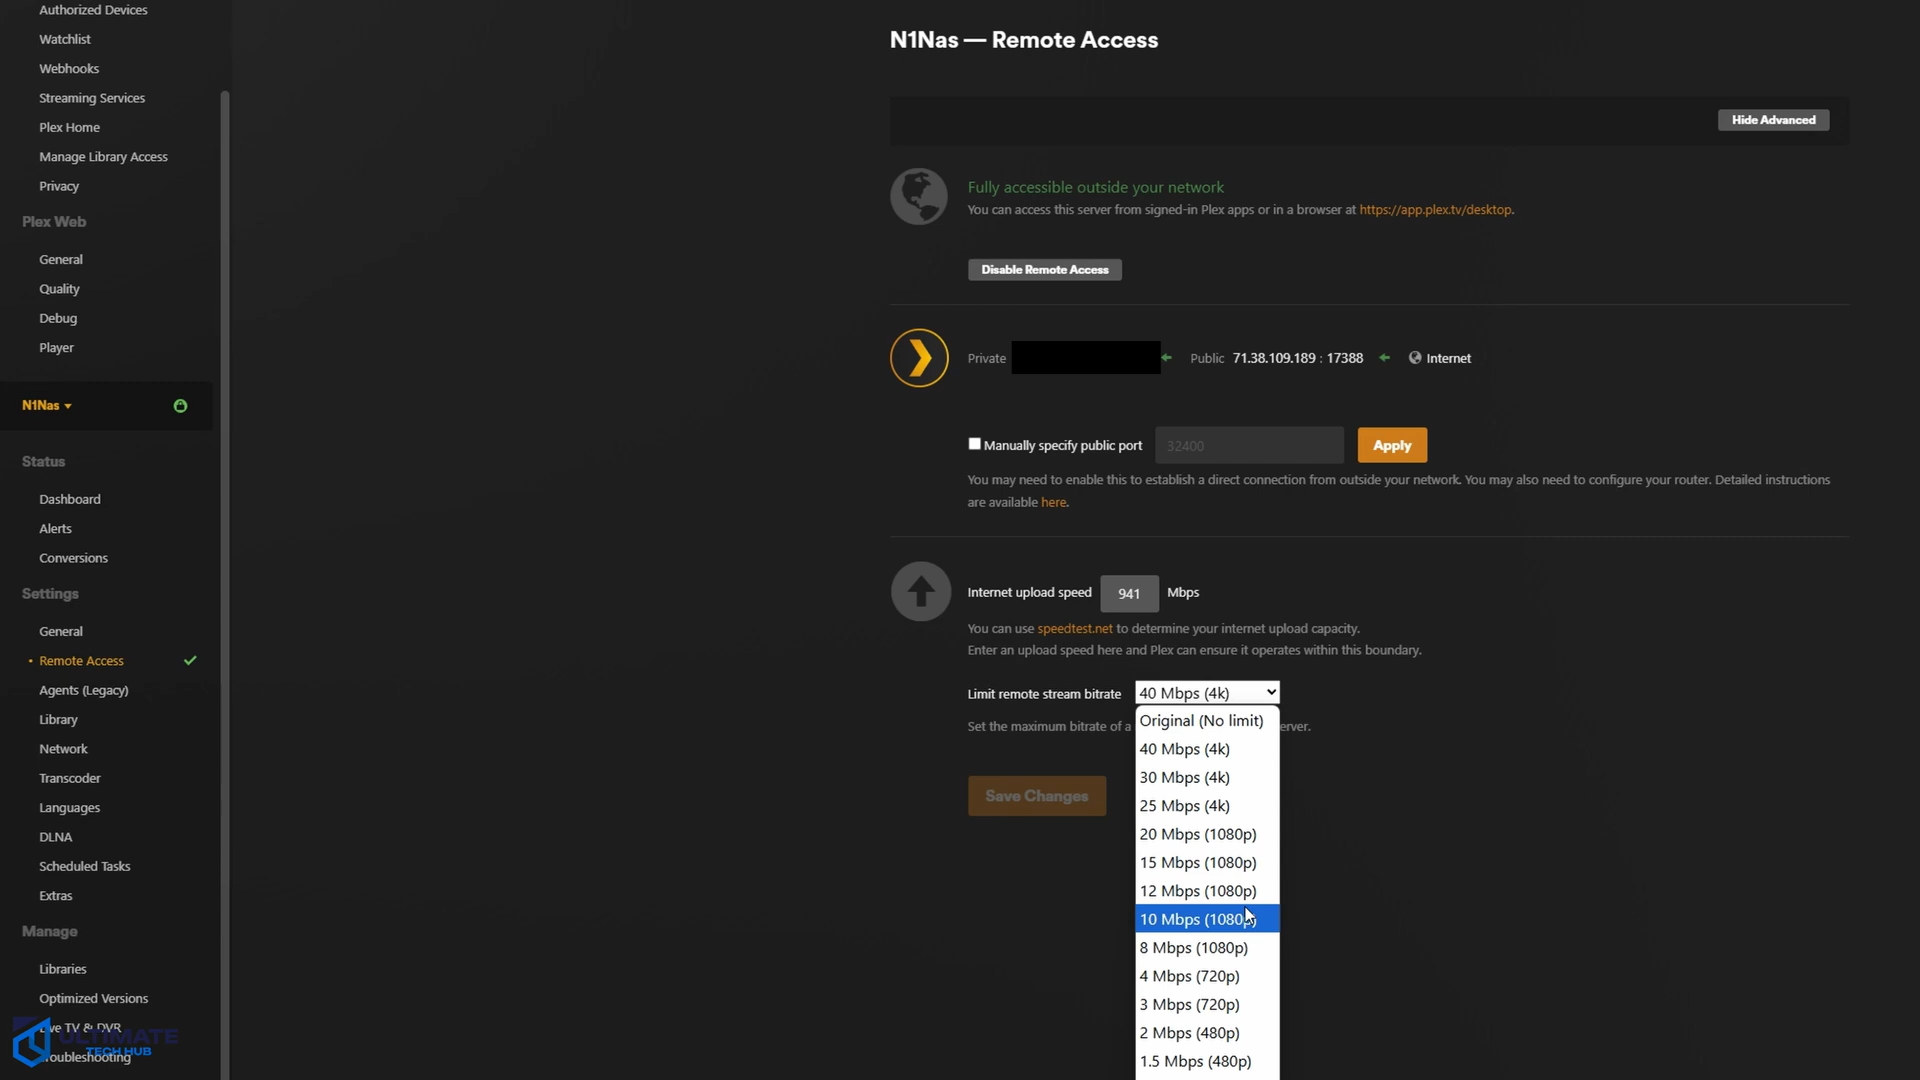 Authorized Devices
Watchlist
Webhooks
Streaming Services
Plex Home
Manage Library Access
Privacy
Plex Web
General
Quality
Debug
Player
N1Nas
Status
Dashboard
Alerts
Conversions
Settings
General
Remote Access
Agents (Legacy)
Library
Network
Transcoder
Languages
DLNA
Scheduled Tasks
Extras
Manage
Libraries
Optimized Versions
Live TV & DVR
Troubleshooting
ULTIMATE
TECH HUB
N1Nas — Remote Access
Hide Advanced
Fully accessible outside your network
You can access this server from signed-in Plex apps or in a browser at https://app.plex.tv/desktop.
Disable Remote Access
Private Public 71.38.109.189 : 17388 Internet
Manually specify public port 32400 Apply
You may need to enable this to establish a direct connection from outside your network. You may also need to configure your router. Detailed instructions
are available here.
Internet upload speed 941 Mbps
You can use speedtest.net to determine your internet upload capacity.
Enter an upload speed here and Plex can ensure it operates within this boundary.
Limit remote stream bitrate 40 Mbps (4k)
Set the maximum bitrate of a erver.
Original (No limit)
40 Mbps (4k)
30 Mbps (4k)
25 Mbps (4k)
20 Mbps (1080p)
15 Mbps (1080p)
12 Mbps (1080p)
10 Mbps (1080p)
8 Mbps (1080p)
4 Mbps (720p)
3 Mbps (720p)
2 Mbps (480p)
1.5 Mbps (480p)
Save Changes